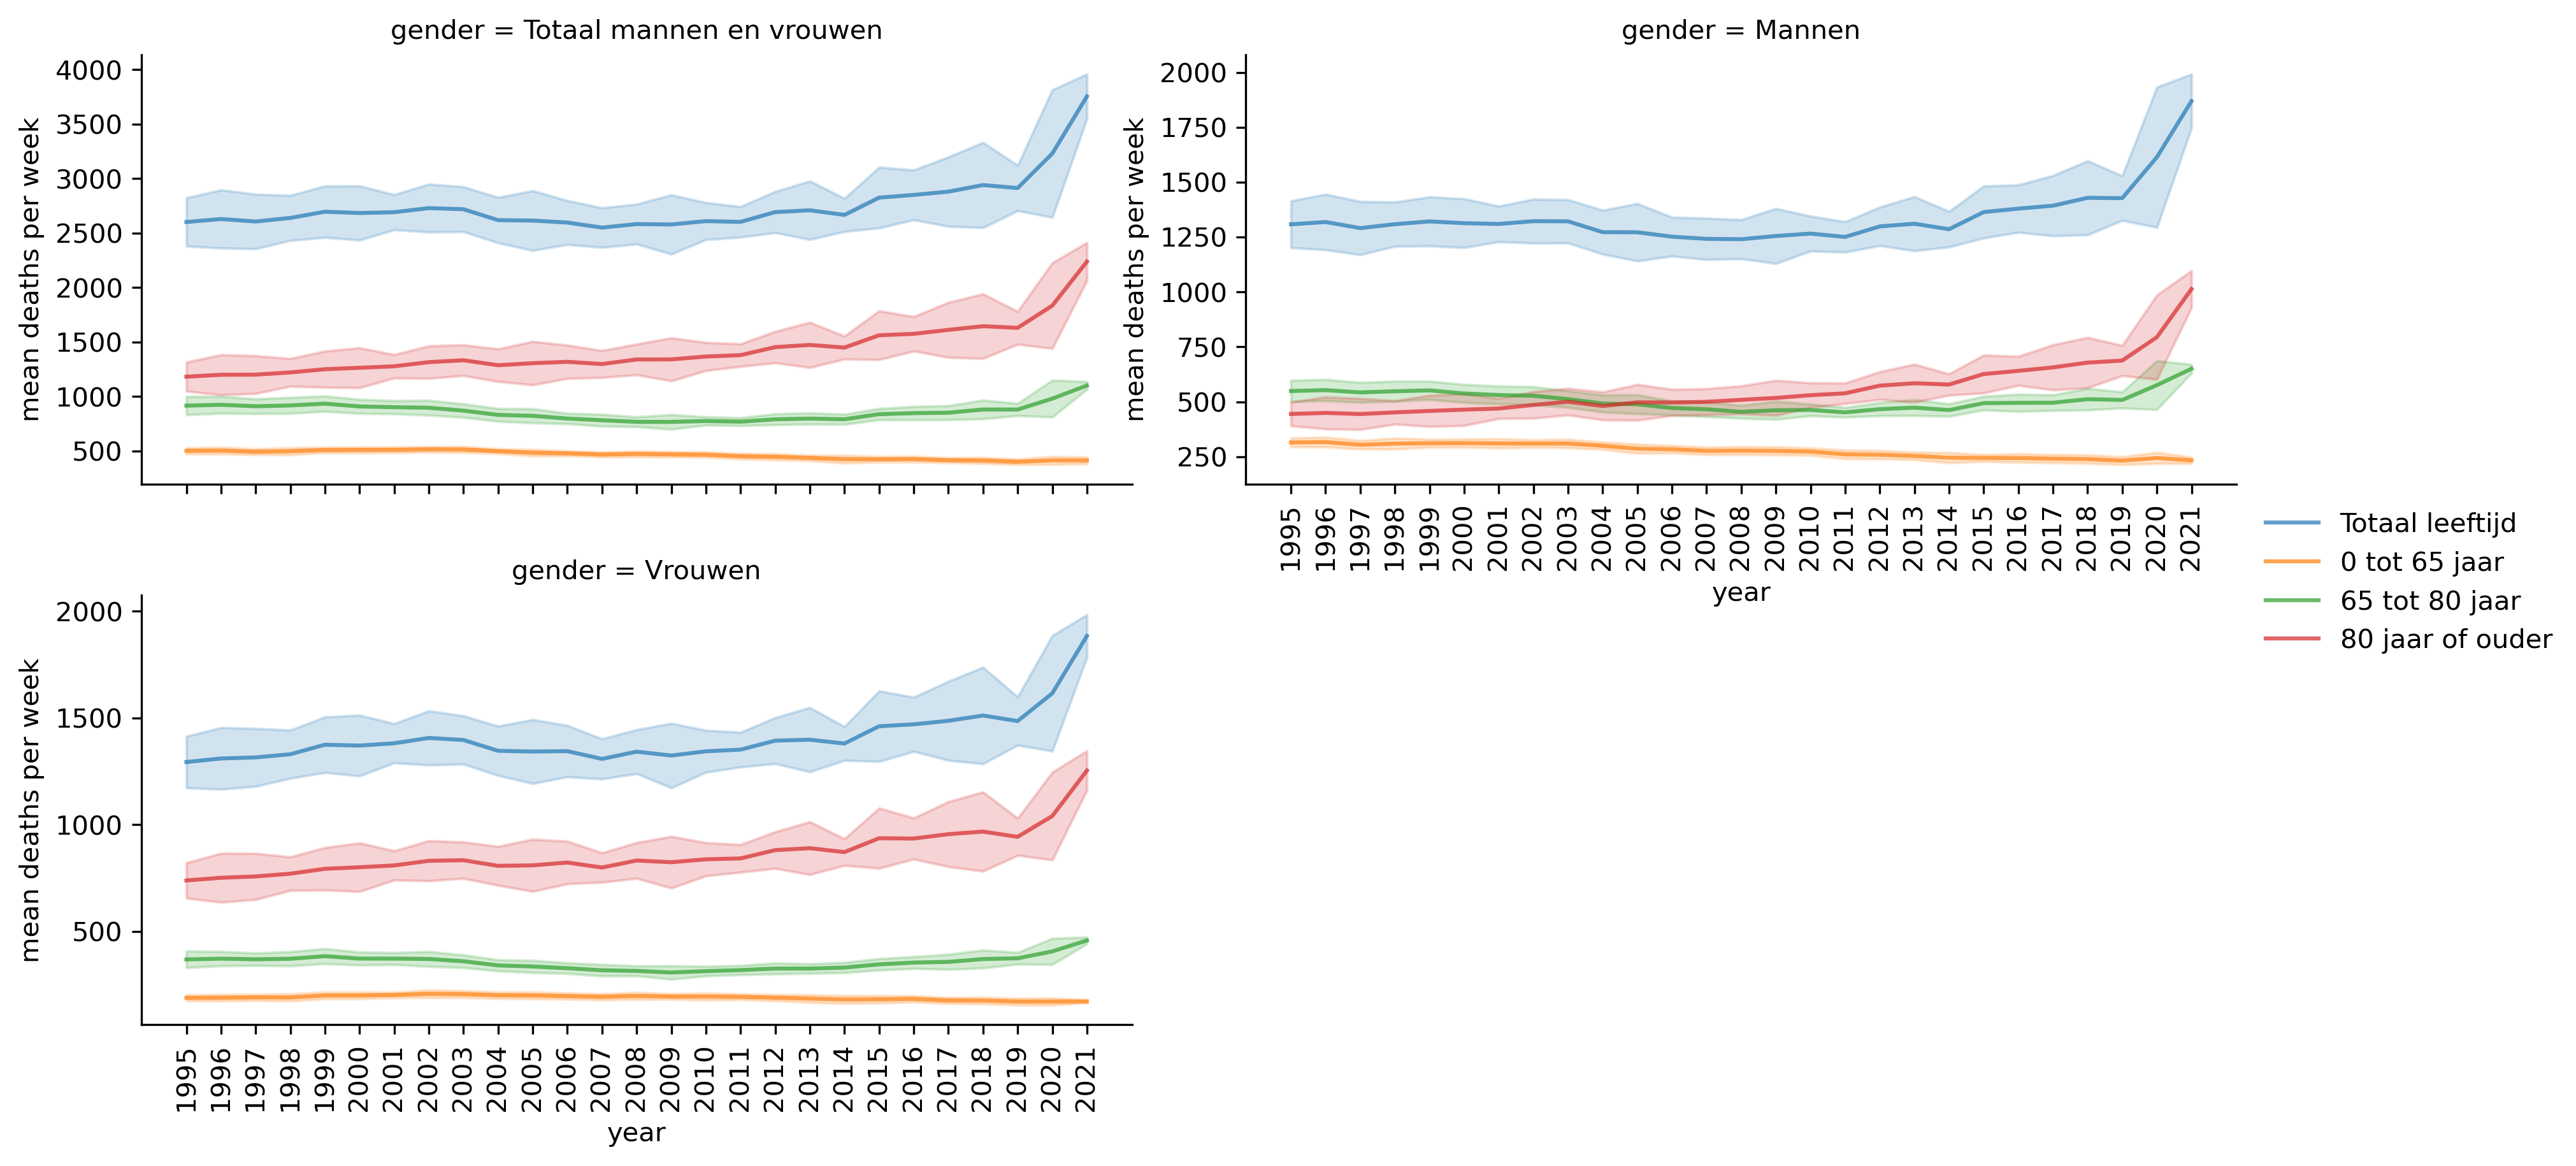 gender = Totaal mannen en vrouwen
4000
3500
3000
2500
2000
1500
1000
500
mean deaths per week
gender = Mannen
2000
1750
1500
1250
1000
750
500
250
mean deaths per week
1995 1996 1997 1998 1999 2000 2001 2002 2003 2004 2005 2006 2007 2008 2009 2010 2011 2012 2013 2014 2015 2016 2017 2018 2019 2020 2021
year
gender = Vrouwen
2000
1500
1000
500
mean deaths per week
1995 1996 1997 1998 1999 2000 2001 2002 2003 2004 2005 2006 2007 2008 2009 2010 2011 2012 2013 2014 2015 2016 2017 2018 2019 2020 2021
year
Totaal leeftijd
0 tot 65 jaar
65 tot 80 jaar
80 jaar of ouder